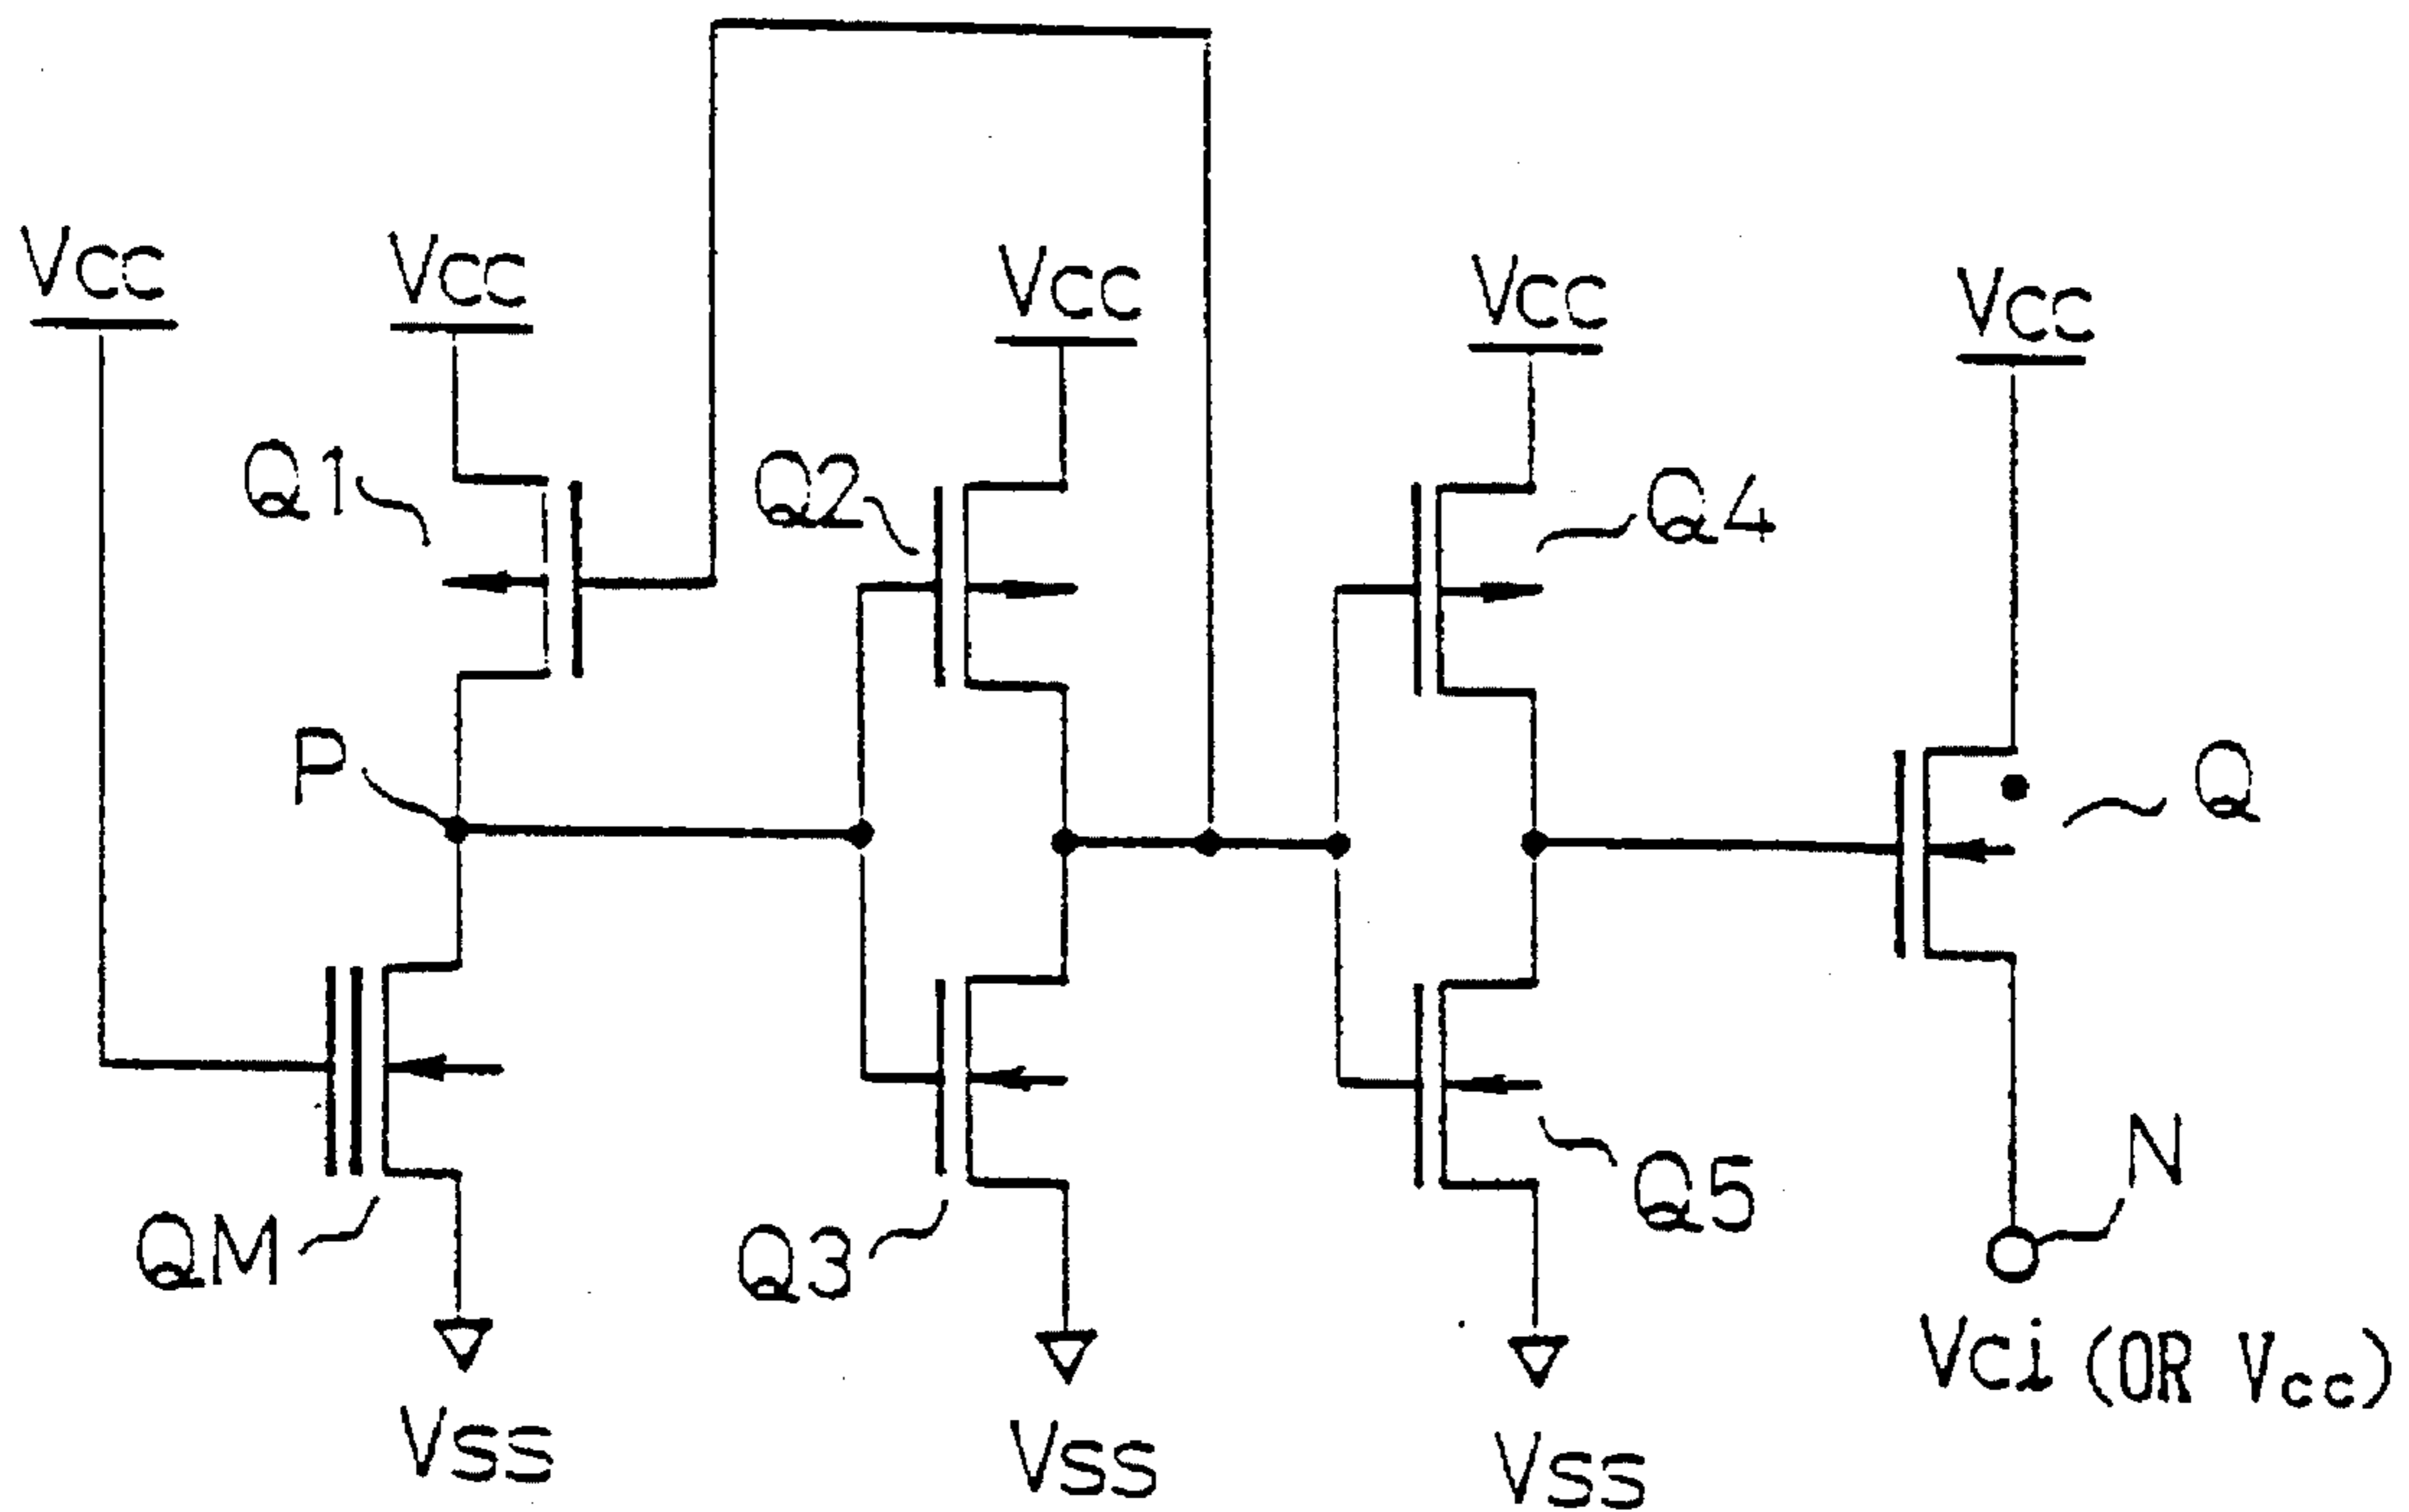 Vcc
Vcc
Vcc
Vcc
Vcc
Q1
Q2
Q4
P
Q
QM
Q3
Q5
N
Vci (OR Vcc)
Vss
Vss
Vss